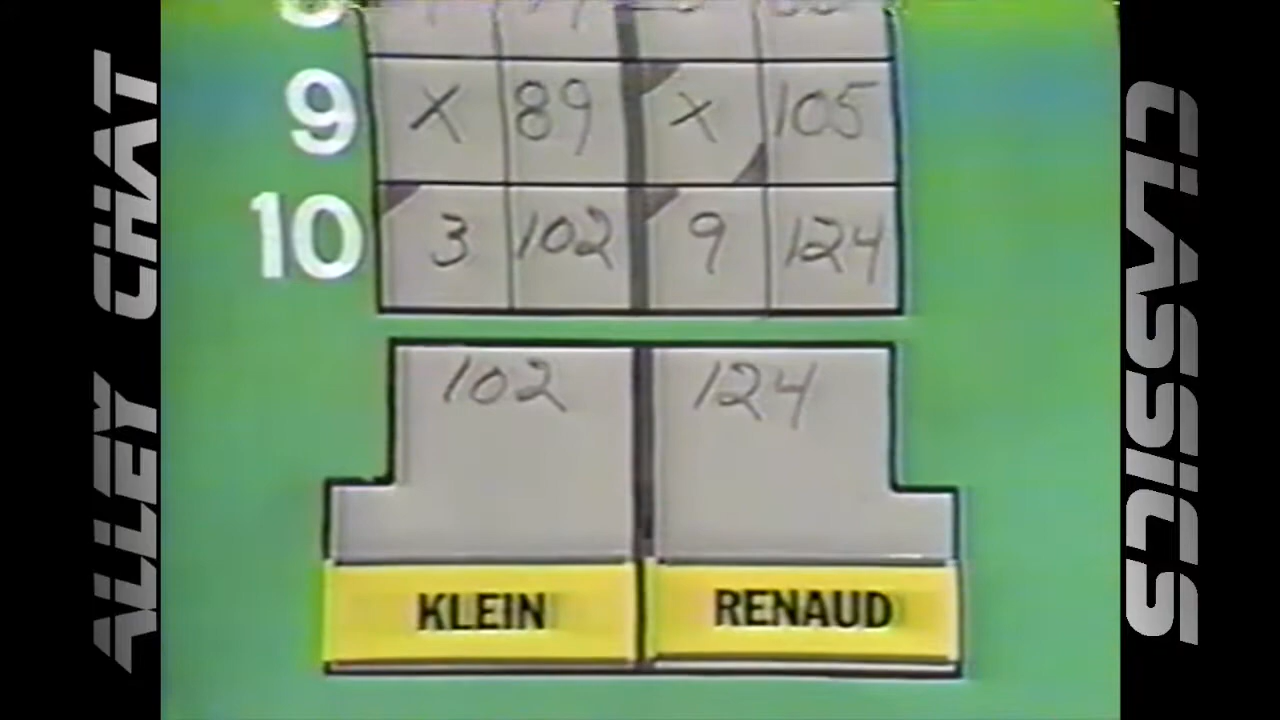 ALLEY CHAT
9 X 89 X 105
10 3 102 9 124
102 124
KLEIN RENAUD
CLASSICS